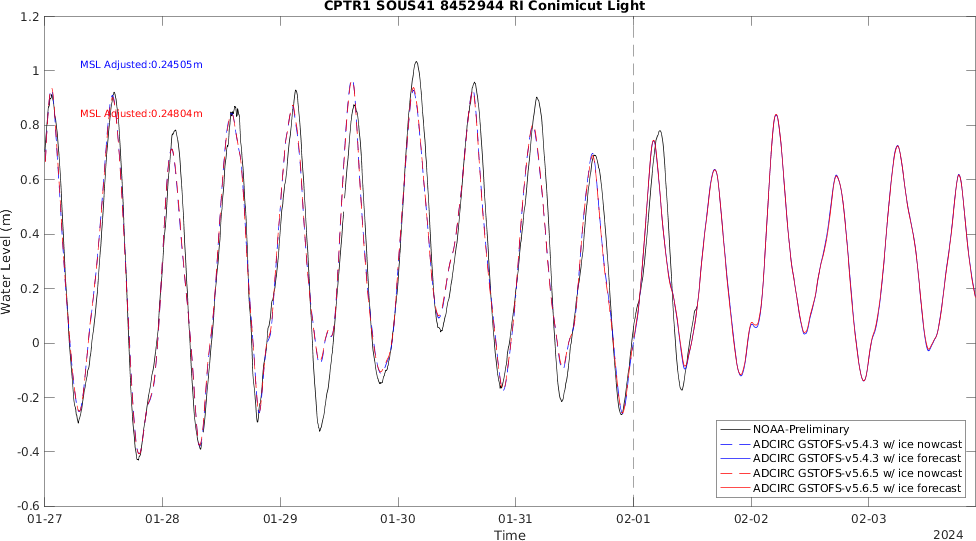 CPTR1 SOUS41 8452944 RI Conimicut Light
1.2
1
0.8
0.6
0.4
0.2
0
-0.2
-0.4
-0.6
Water Level (m)
MSL Adjusted:0.24505m
MSL Adjusted:0.24804m
NOAA-Preliminary
ADCIRC GSTOFS-v5.4.3 w/ ice nowcast
ADCIRC GSTOFS-v5.4.3 w/ ice forecast
ADCIRC GSTOFS-v5.6.5 w/ ice nowcast
ADCIRC GSTOFS-v5.6.5 w/ ice forecast
01-27 01-28 01-29 01-30 01-31 02-01 02-02 02-03
Time
2024